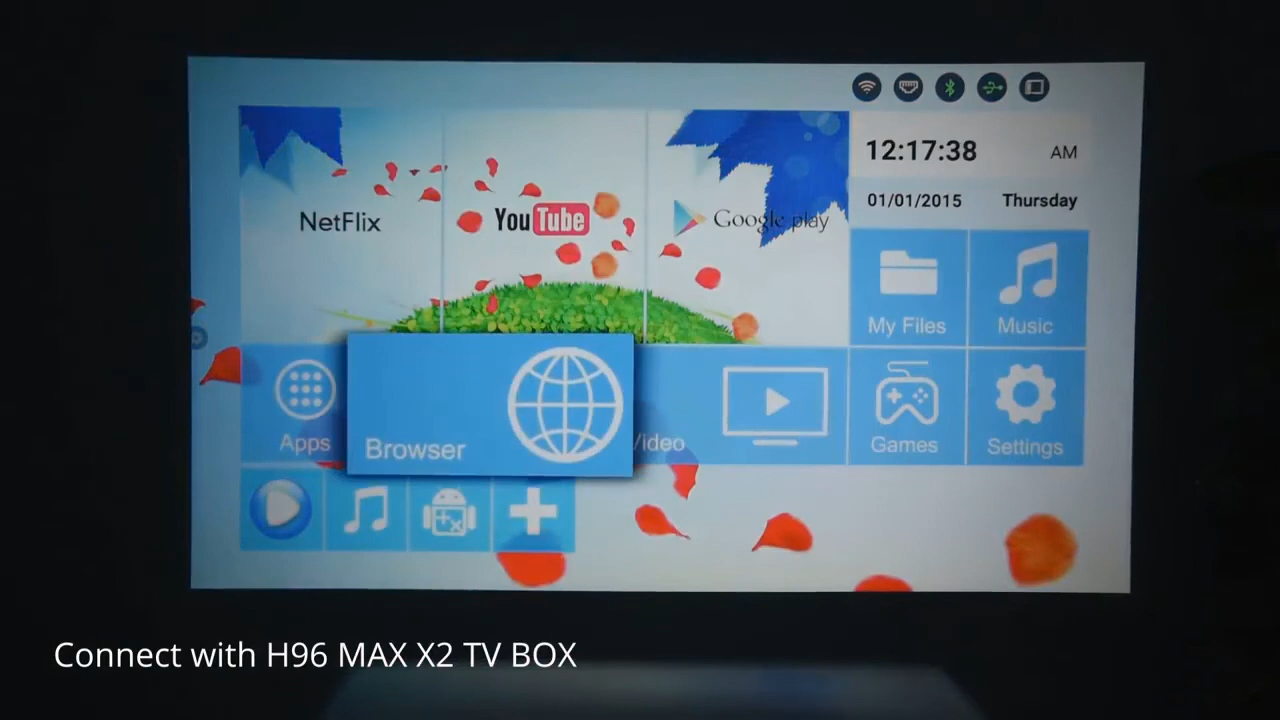 12:17:38 AM
01/01/2015 Thursday
NetFlix
YouTube
Google play
My Files
Music
Apps
Browser
Video
Games
Settings
Connect with H96 MAX X2 TV BOX